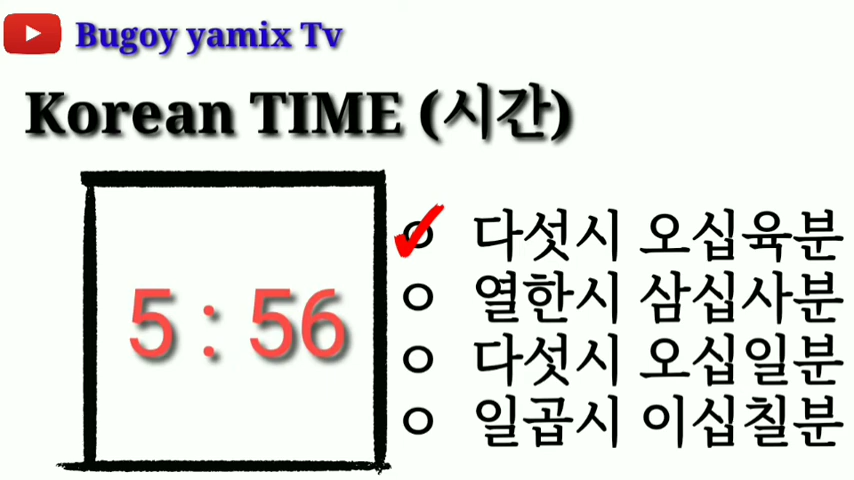 Bugoy yamix Tv
Korean TIME (시간)
5 : 56
다섯시 오십육분
열한시 삼십사분
다섯시 오십일분
일곱시 이십칠분